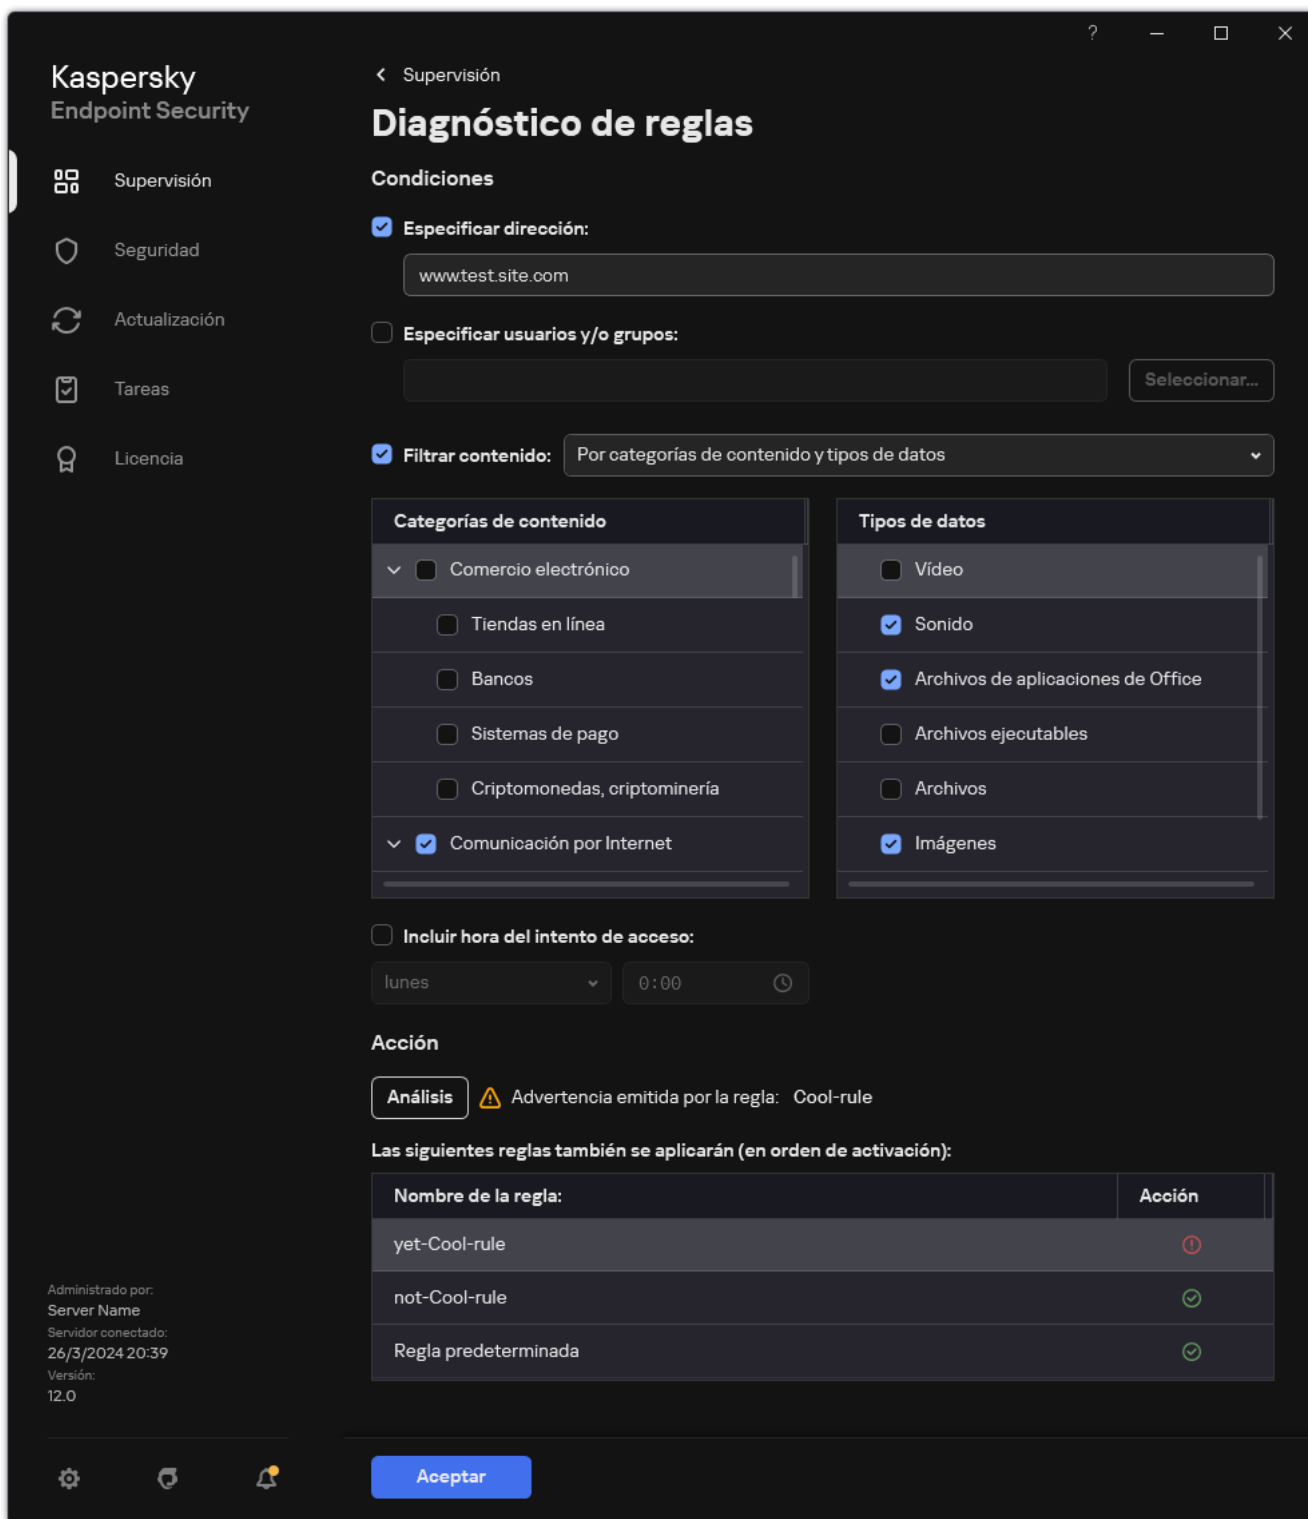 ?
Kaspersky
Endpoint Security
Supervisión
Seguridad
Actualización
Tareas
Licencia
Administrado por:
Server Name
Servidor conectado:
26/3/2024 20:39
Versión:
12.0
Supervisión
Diagnóstico de reglas
Condiciones
Especificar dirección:
www.test.site.com
Especificar usuarios y/o grupos:
Seleccionar...
Filtrar contenido: Por categorías de contenido y tipos de datos
Categorías de contenido
Comercio electrónico
Tiendas en línea
Bancos
Sistemas de pago
Criptomonedas, criptominería
Comunicación por Internet
Tipos de datos
Vídeo
Sonido
Archivos de aplicaciones de Office
Archivos ejecutables
Archivos
Imágenes
Incluir hora del intento de acceso:
lunes 0:00
Acción
Análisis Advertencia emitida por la regla: Cool-rule
Las siguientes reglas también se aplicarán (en orden de activación):
Nombre de la regla: Acción
yet-Cool-rule
not-Cool-rule
Regla predeterminada
Aceptar